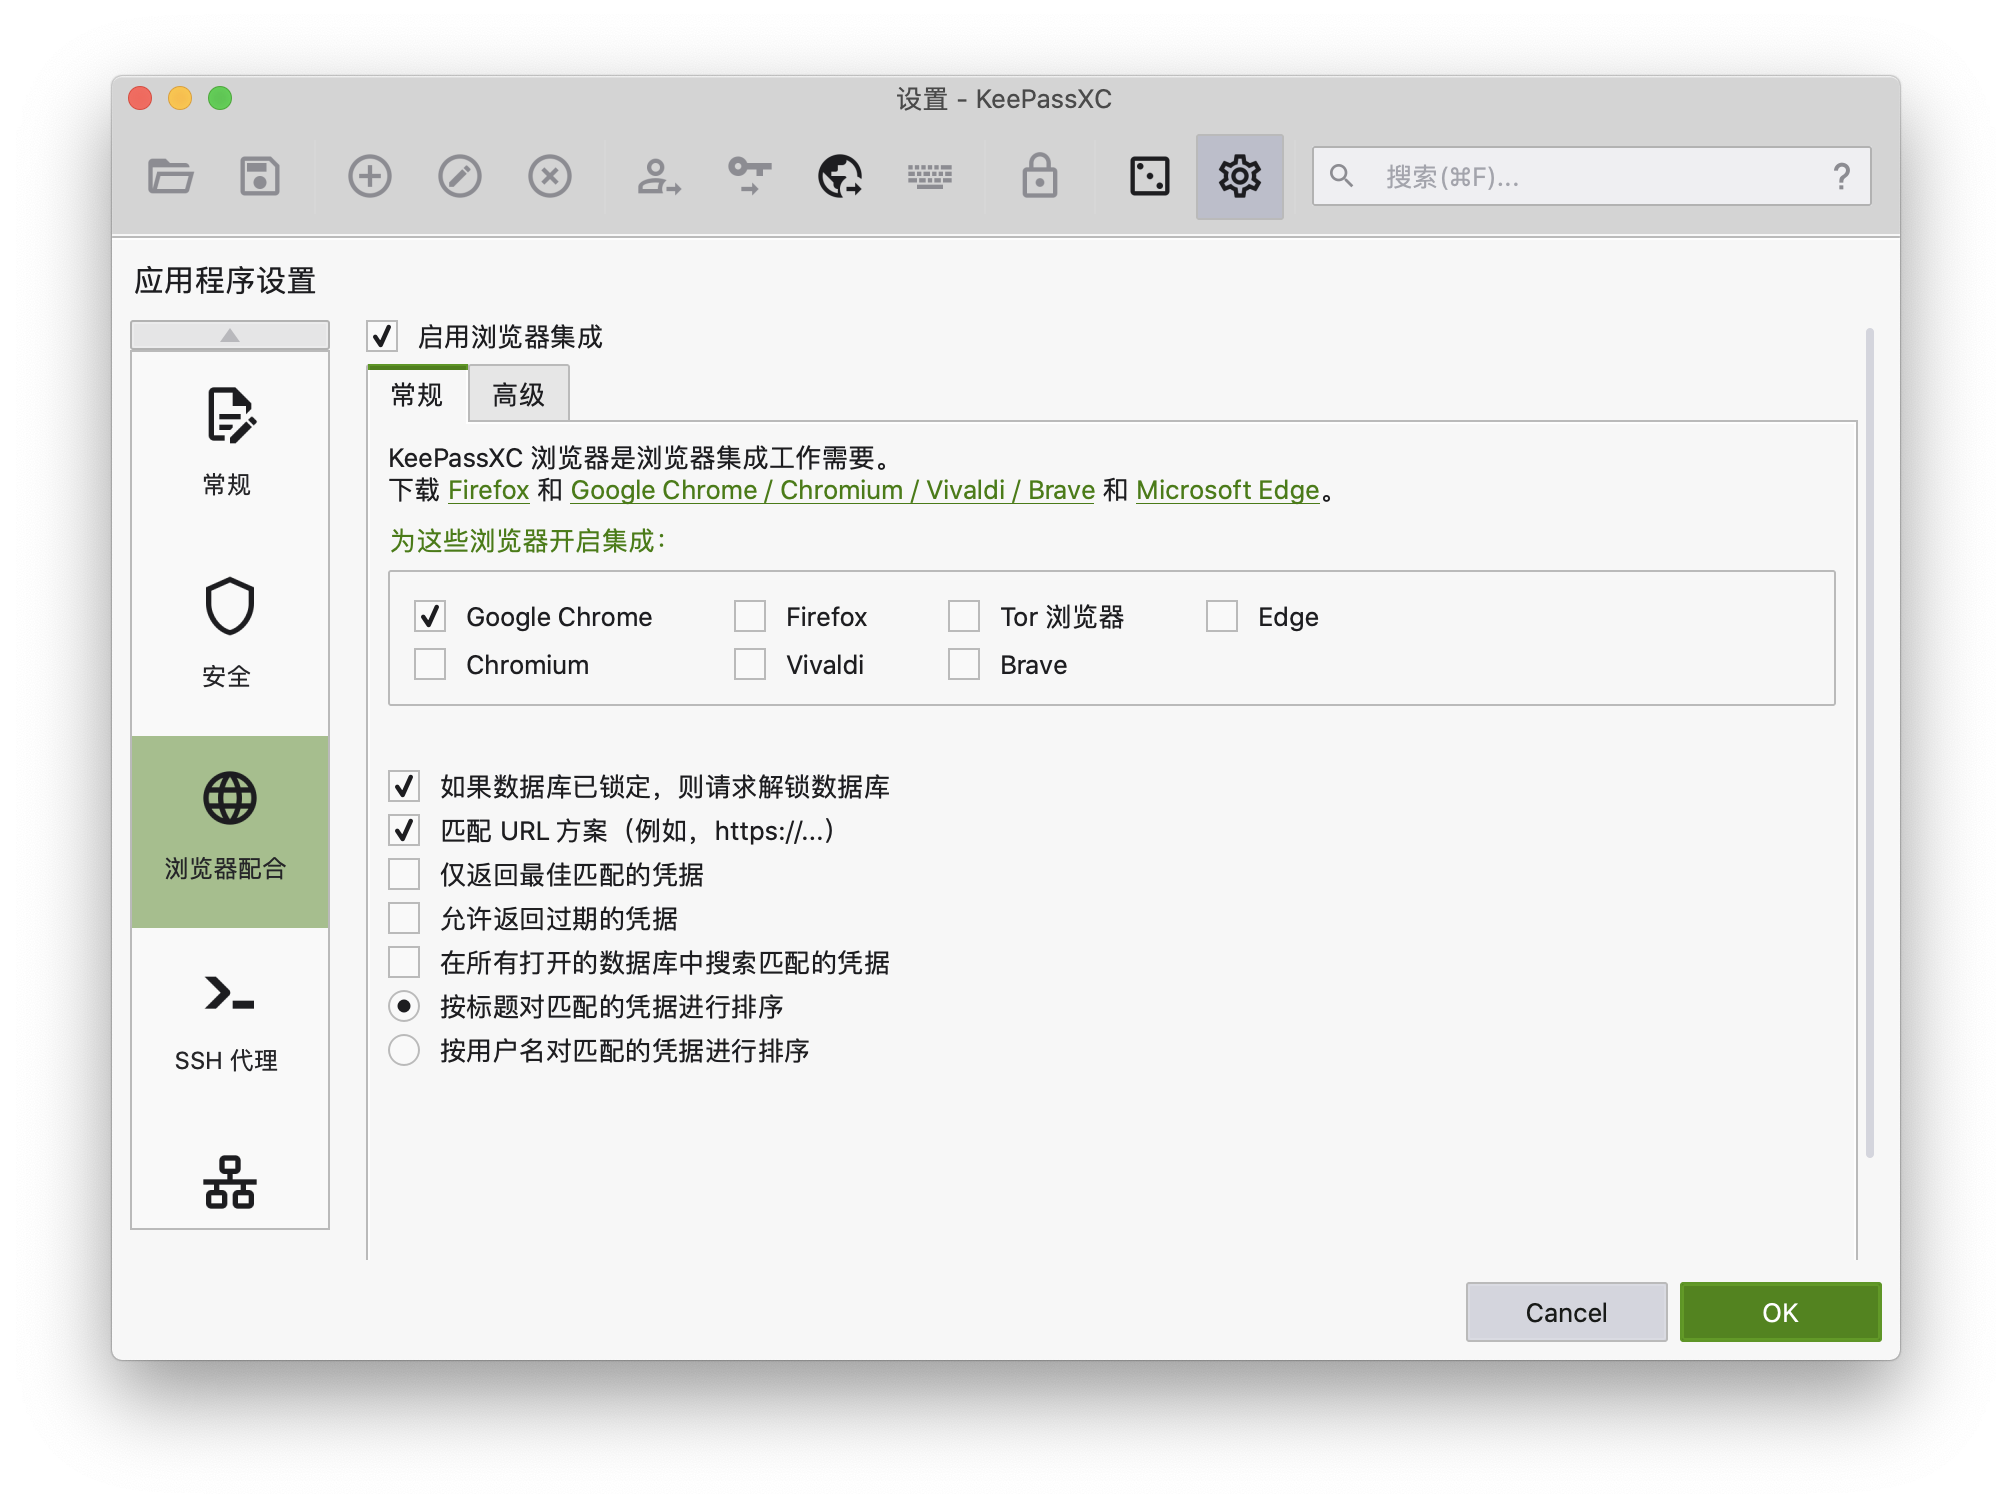 设置 - KeePassXC
搜索(⌘F)...
?
应用程序设置
常规
安全
浏览器配合
SSH 代理
启用浏览器集成
常规
高级
KeePassXC 浏览器是浏览器集成工作需要。
下载 Firefox 和 Google Chrome / Chromium / Vivaldi / Brave 和 Microsoft Edge。
为这些浏览器开启集成：
Google Chrome
Firefox
Tor 浏览器
Edge
Chromium
Vivaldi
Brave
如果数据库已锁定，则请求解锁数据库
匹配 URL 方案（例如，https://...）
仅返回最佳匹配的凭据
允许返回过期的凭据
在所有打开的数据库中搜索匹配的凭据
按标题对匹配的凭据进行排序
按用户名对匹配的凭据进行排序
Cancel
OK